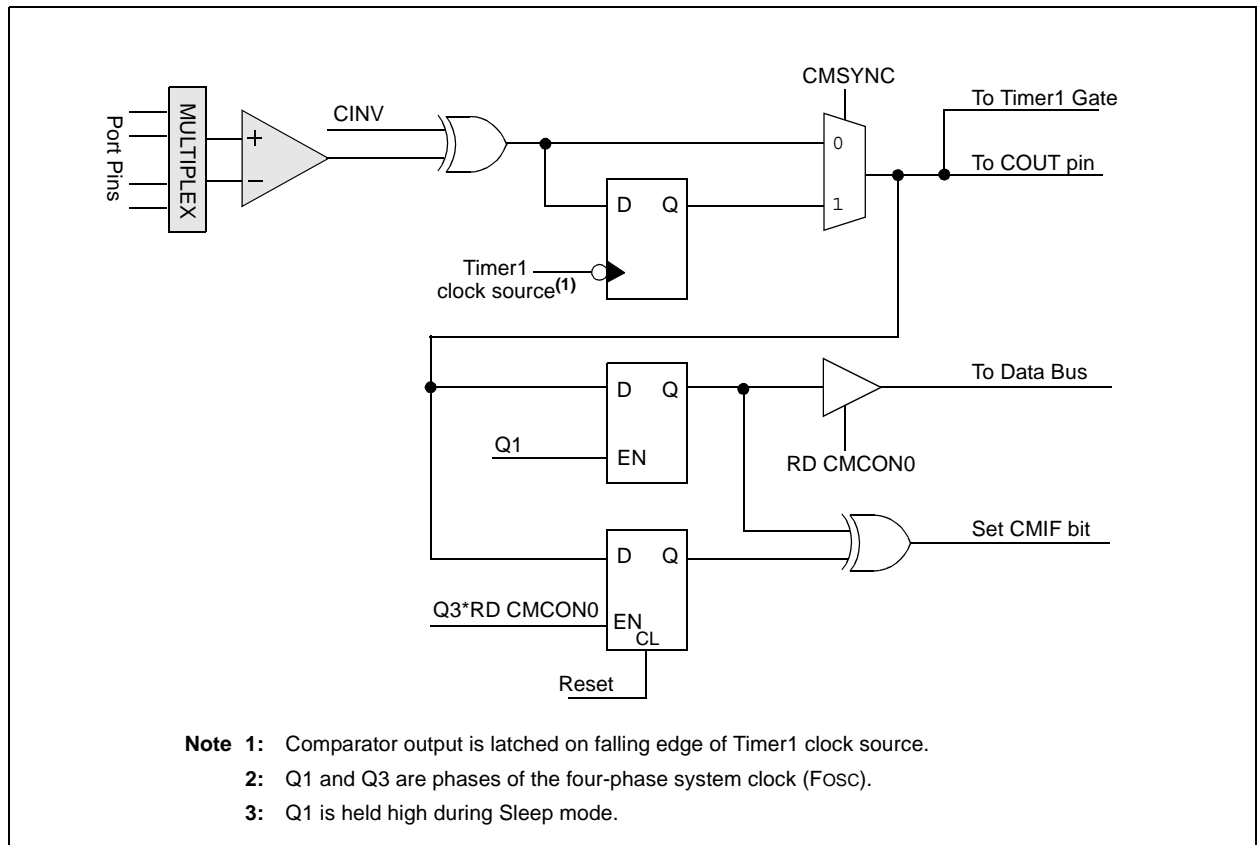 CMSYNC
To Timer1 Gate
MULTIPLEX
Port Pins
CINV
+
−
0
To COUT pin
D Q
1
Timer1
clock source(1)
D Q
To Data Bus
Q1
EN
RD CMCON0
Set CMIF bit
D Q
Q3*RD CMCON0
EN
CL
Reset
Note 1: Comparator output is latched on falling edge of Timer1 clock source.
2: Q1 and Q3 are phases of the four-phase system clock (FOSC).
3: Q1 is held high during Sleep mode.